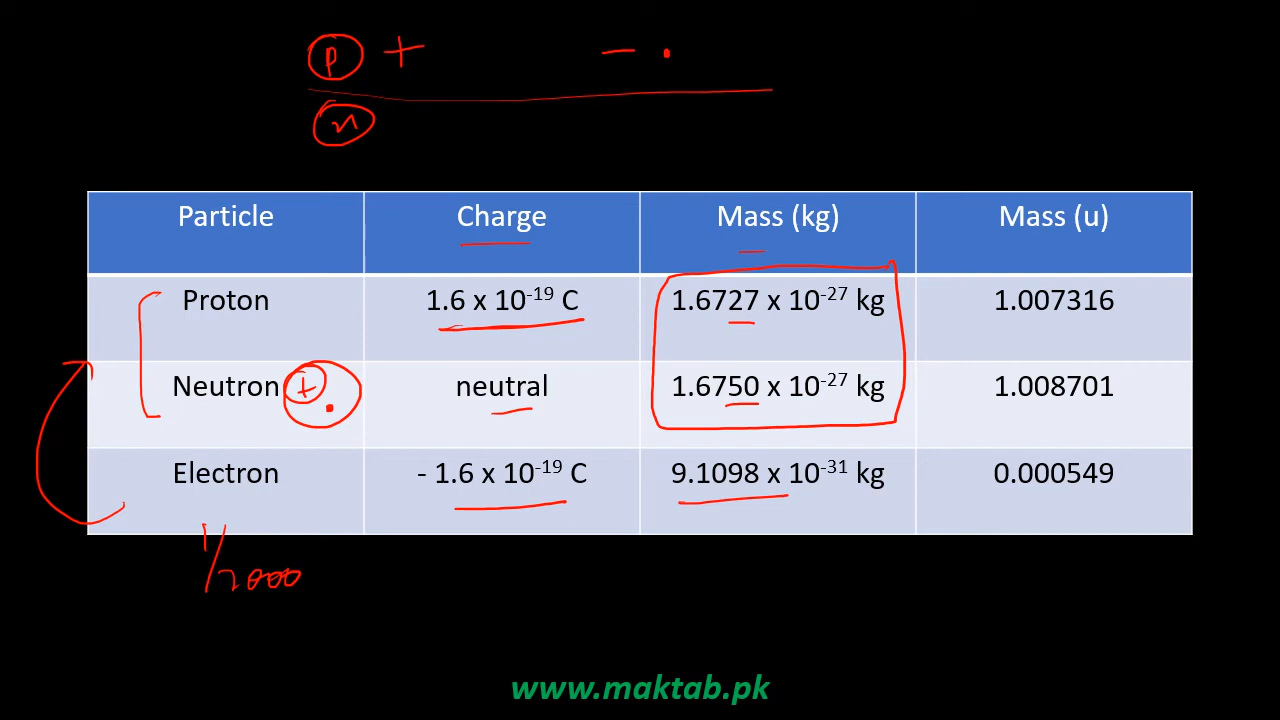 p + - .
n
Particle Charge Mass (kg) Mass (u)
Proton 1.6 x 10⁻¹⁹ C 1.6727 x 10⁻²⁷ kg 1.007316
Neutron + . neutral 1.6750 x 10⁻²⁷ kg 1.008701
Electron - 1.6 x 10⁻¹⁹ C 9.1098 x 10⁻³¹ kg 0.000549
1/2000
www.maktab.pk